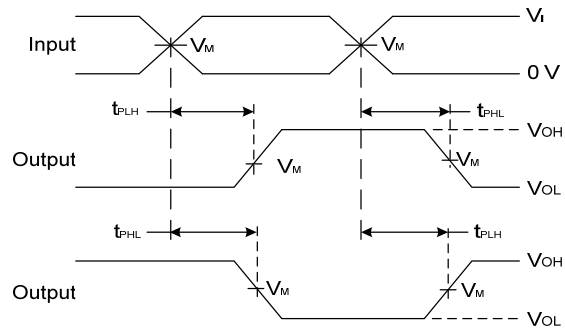 VI
Input VM VM
0 V
tPLH tPHL
VOH
Output VM VM
VOL
tPHL tPLH
VOH
Output VM VM
VOL